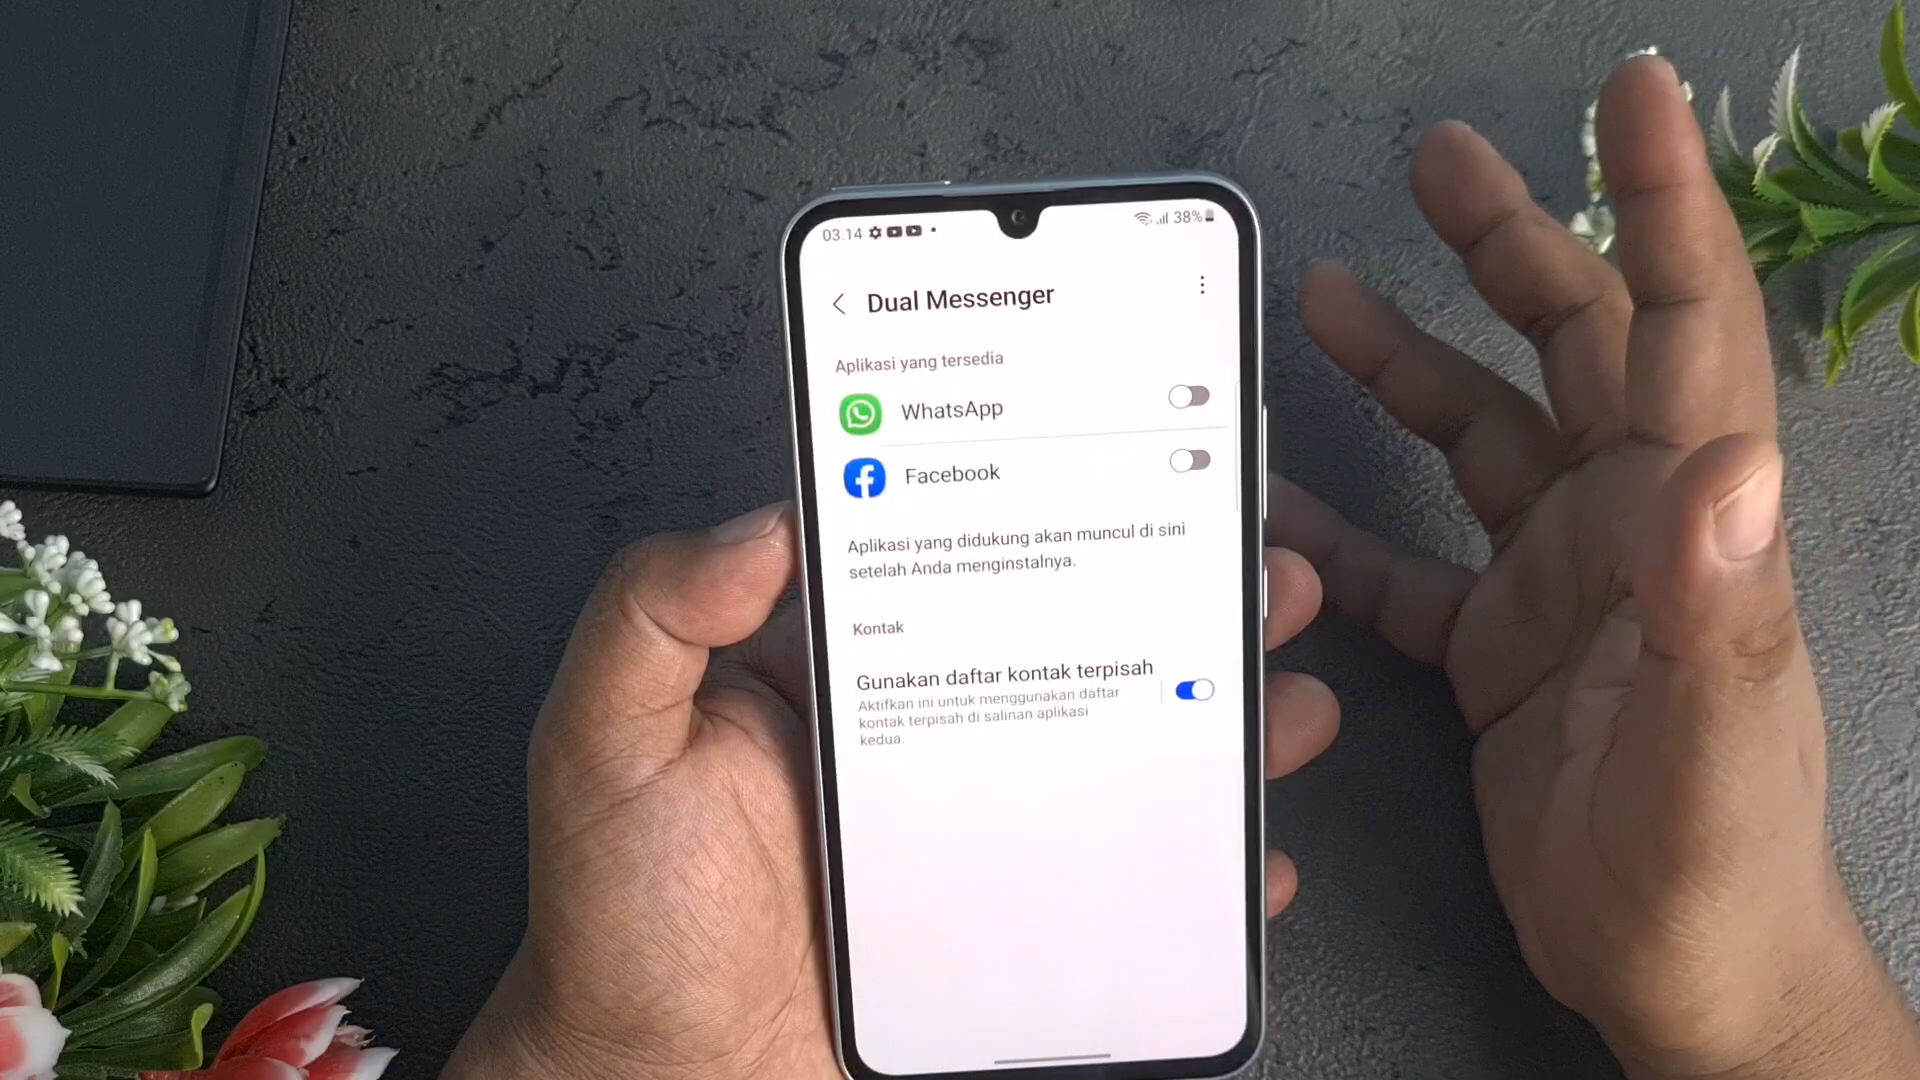 03.14
38%
Dual Messenger
Aplikasi yang tersedia
WhatsApp
Facebook
Aplikasi yang didukung akan muncul di sini
setelah Anda menginstalnya.
Kontak
Gunakan daftar kontak terpisah
Aktifkan ini untuk menggunakan daftar
kontak terpisah di salinan aplikasi
kedua.